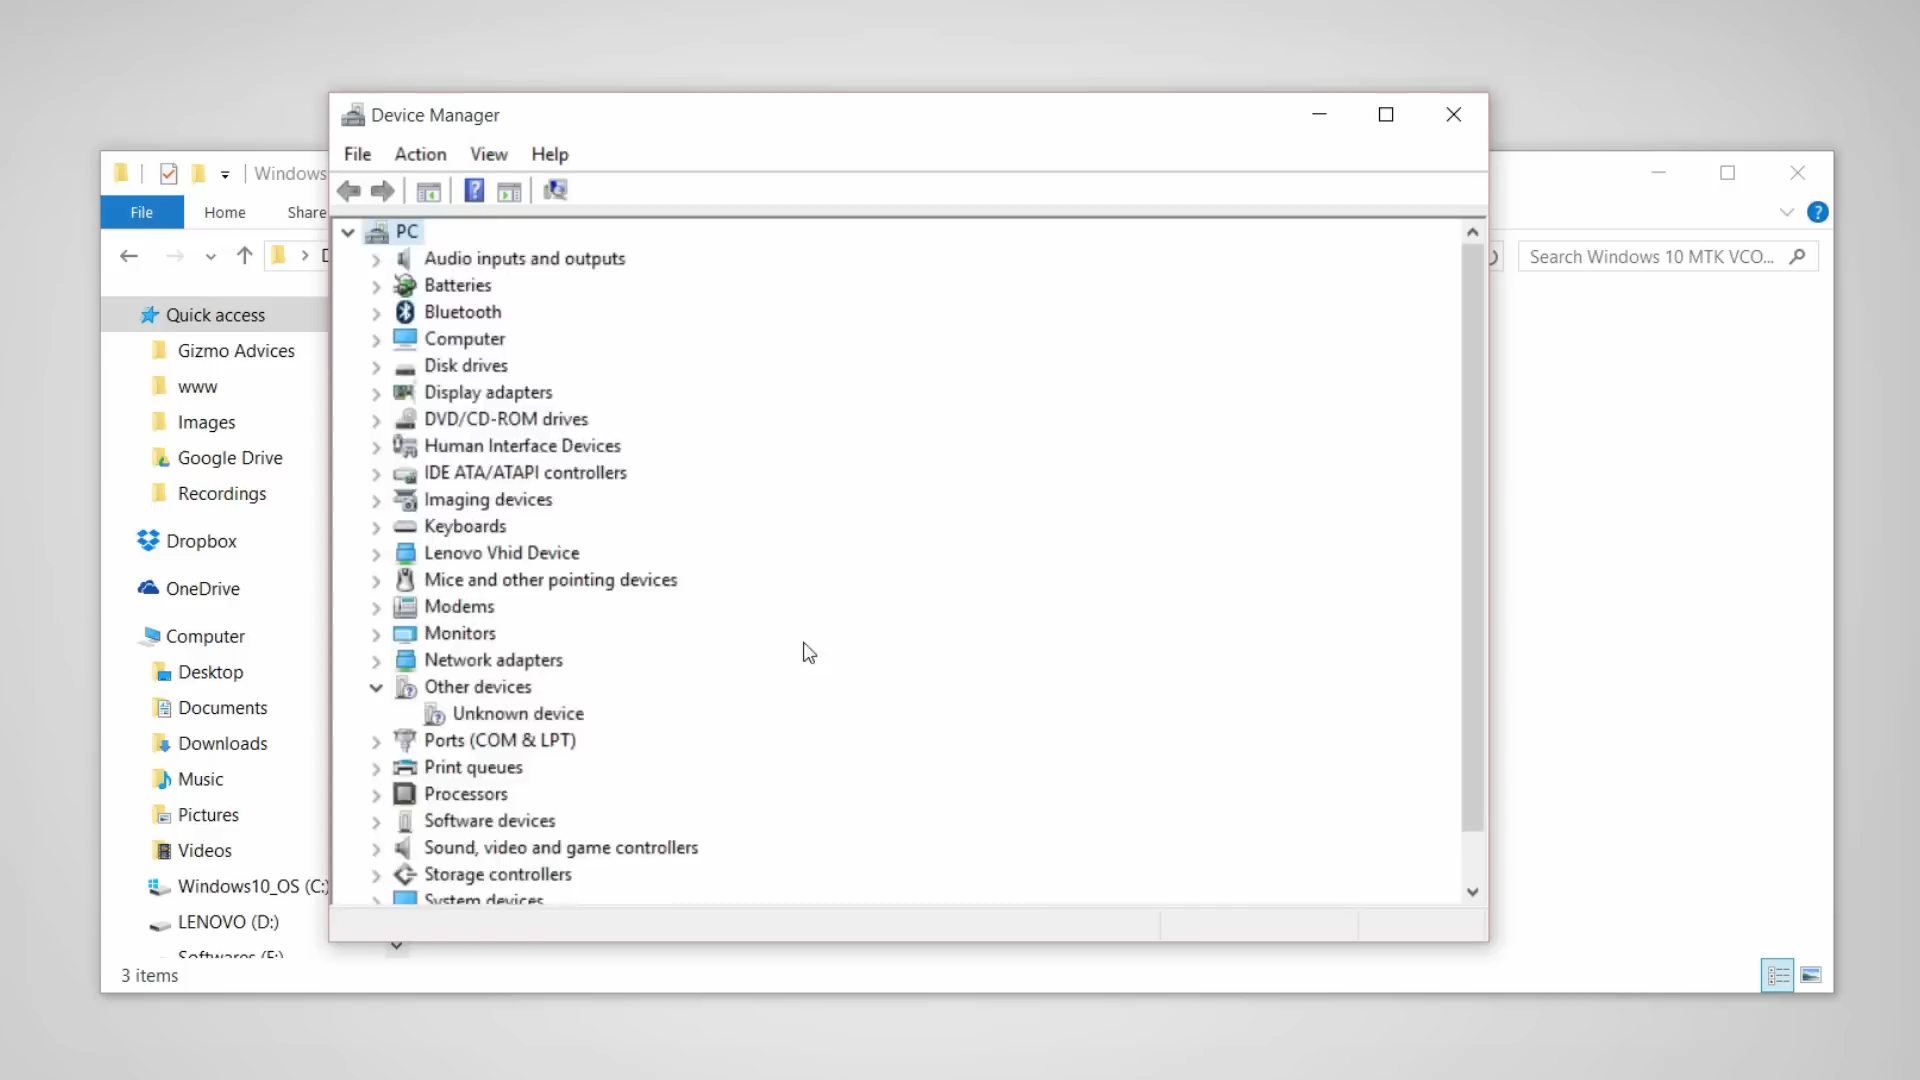 Device Manager
File Action View Help
PC
Audio inputs and outputs
Batteries
Bluetooth
Computer
Disk drives
Display adapters
DVD/CD-ROM drives
Human Interface Devices
IDE ATA/ATAPI controllers
Imaging devices
Keyboards
Lenovo Vhid Device
Mice and other pointing devices
Modems
Monitors
Network adapters
Other devices
Unknown device
Ports (COM & LPT)
Print queues
Processors
Software devices
Sound, video and game controllers
Storage controllers
System devices
Windows
File Home Share
Search Windows 10 MTK VCO...
Quick access
Gizmo Advices
www
Images
Google Drive
Recordings
Dropbox
OneDrive
Computer
Desktop
Documents
Downloads
Music
Pictures
Videos
Windows10_OS (C:)
LENOVO (D:)
3 items